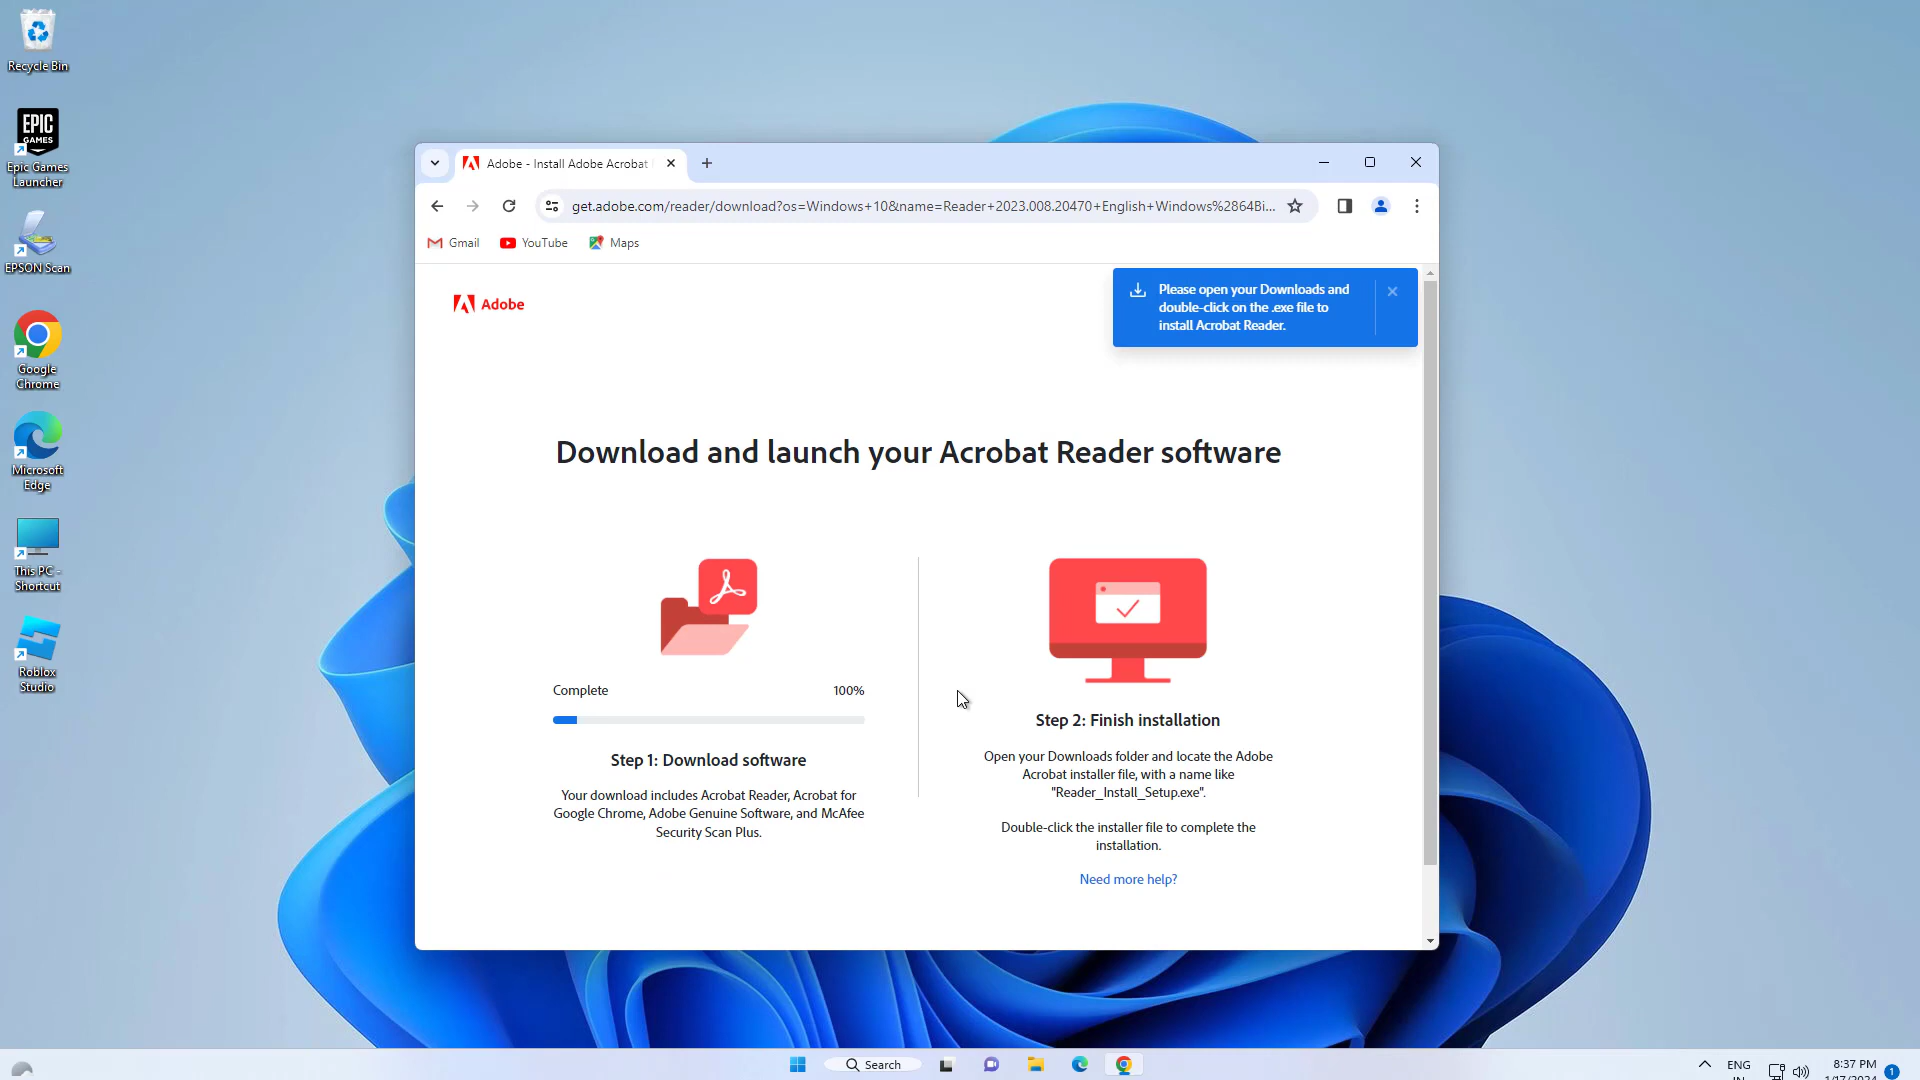 Recycle Bin
EPIC
GAMES
Epic Games
Launcher
EPSON Scan
Google
Chrome
Microsoft
Edge
This PC -
Shortcut
Roblox
Studio
Adobe - Install Adobe Acrobat
get.adobe.com/reader/download?os=Windows+10&name=Reader+2023.008.20470+English+Windows%2864Bi...
Gmail
YouTube
Maps
Adobe
Please open your Downloads and
double-click on the .exe file to
install Acrobat Reader.
Download and launch your Acrobat Reader software
Complete
100%
Step 1: Download software
Your download includes Acrobat Reader, Acrobat for
Google Chrome, Adobe Genuine Software, and McAfee
Security Scan Plus.
Step 2: Finish installation
Open your Downloads folder and locate the Adobe
Acrobat installer file, with a name like
"Reader_Install_Setup.exe".
Double-click the installer file to complete the
installation.
Need more help?
Search
ENG
IN
8:37 PM
1/17/2024
1